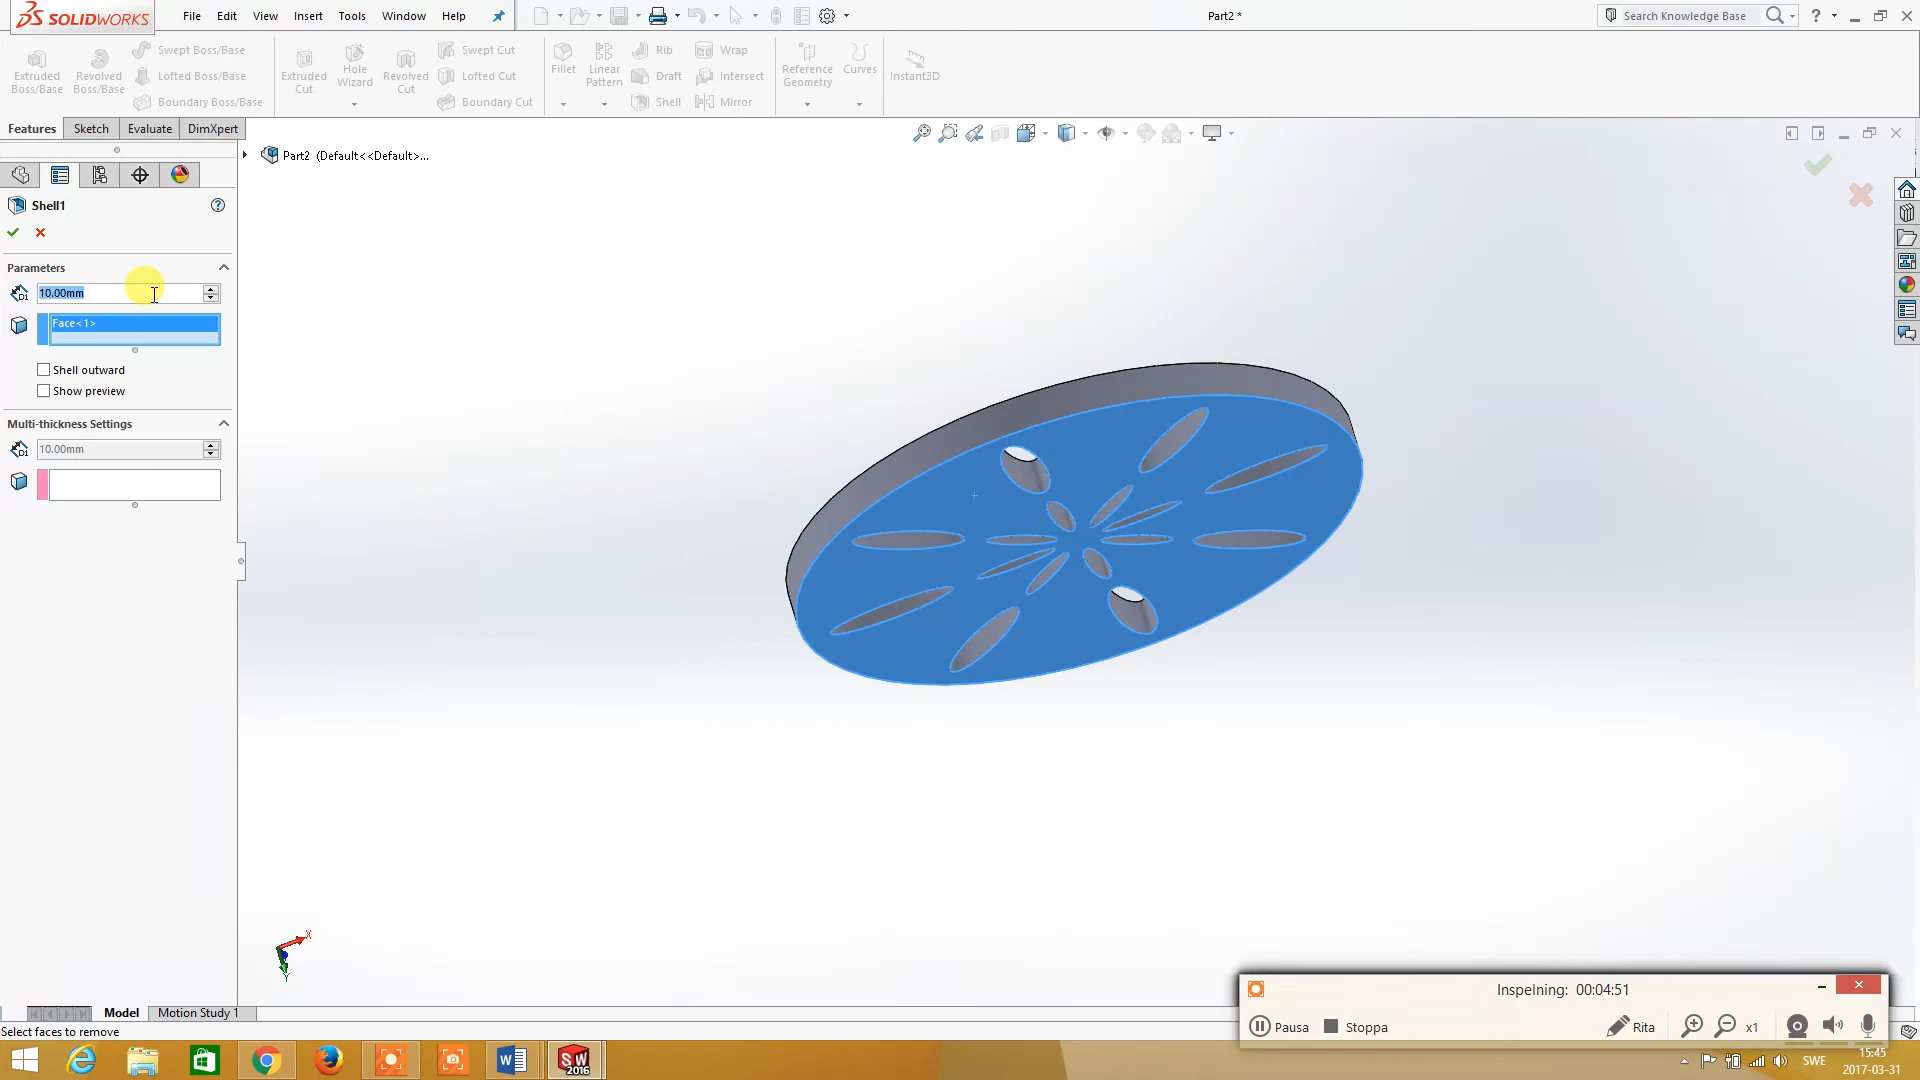 SOLIDWORKS
File Edit View Insert Tools Window Help
Part2 *
Search Knowledge Base
Extruded Boss/Base
Revolved Boss/Base
Swept Boss/Base
Lofted Boss/Base
Boundary Boss/Base
Extruded Cut
Hole Wizard
Revolved Cut
Swept Cut
Lofted Cut
Boundary Cut
Fillet
Linear Pattern
Rib
Draft
Shell
Wrap
Intersect
Mirror
Reference Geometry
Curves
Instant3D
Features Sketch Evaluate DimXpert
Part2 (Default<<Default>...
Shell1
Parameters
D1
10.00mm
Face<1>
Shell outward
Show preview
Multi-thickness Settings
D1
10.00mm
X
Y
Model Motion Study 1
Select faces to remove
Inspelning: 00:04:51
Pausa Stoppa Rita x1
SW 2016
SWE
15:45
2017-03-31